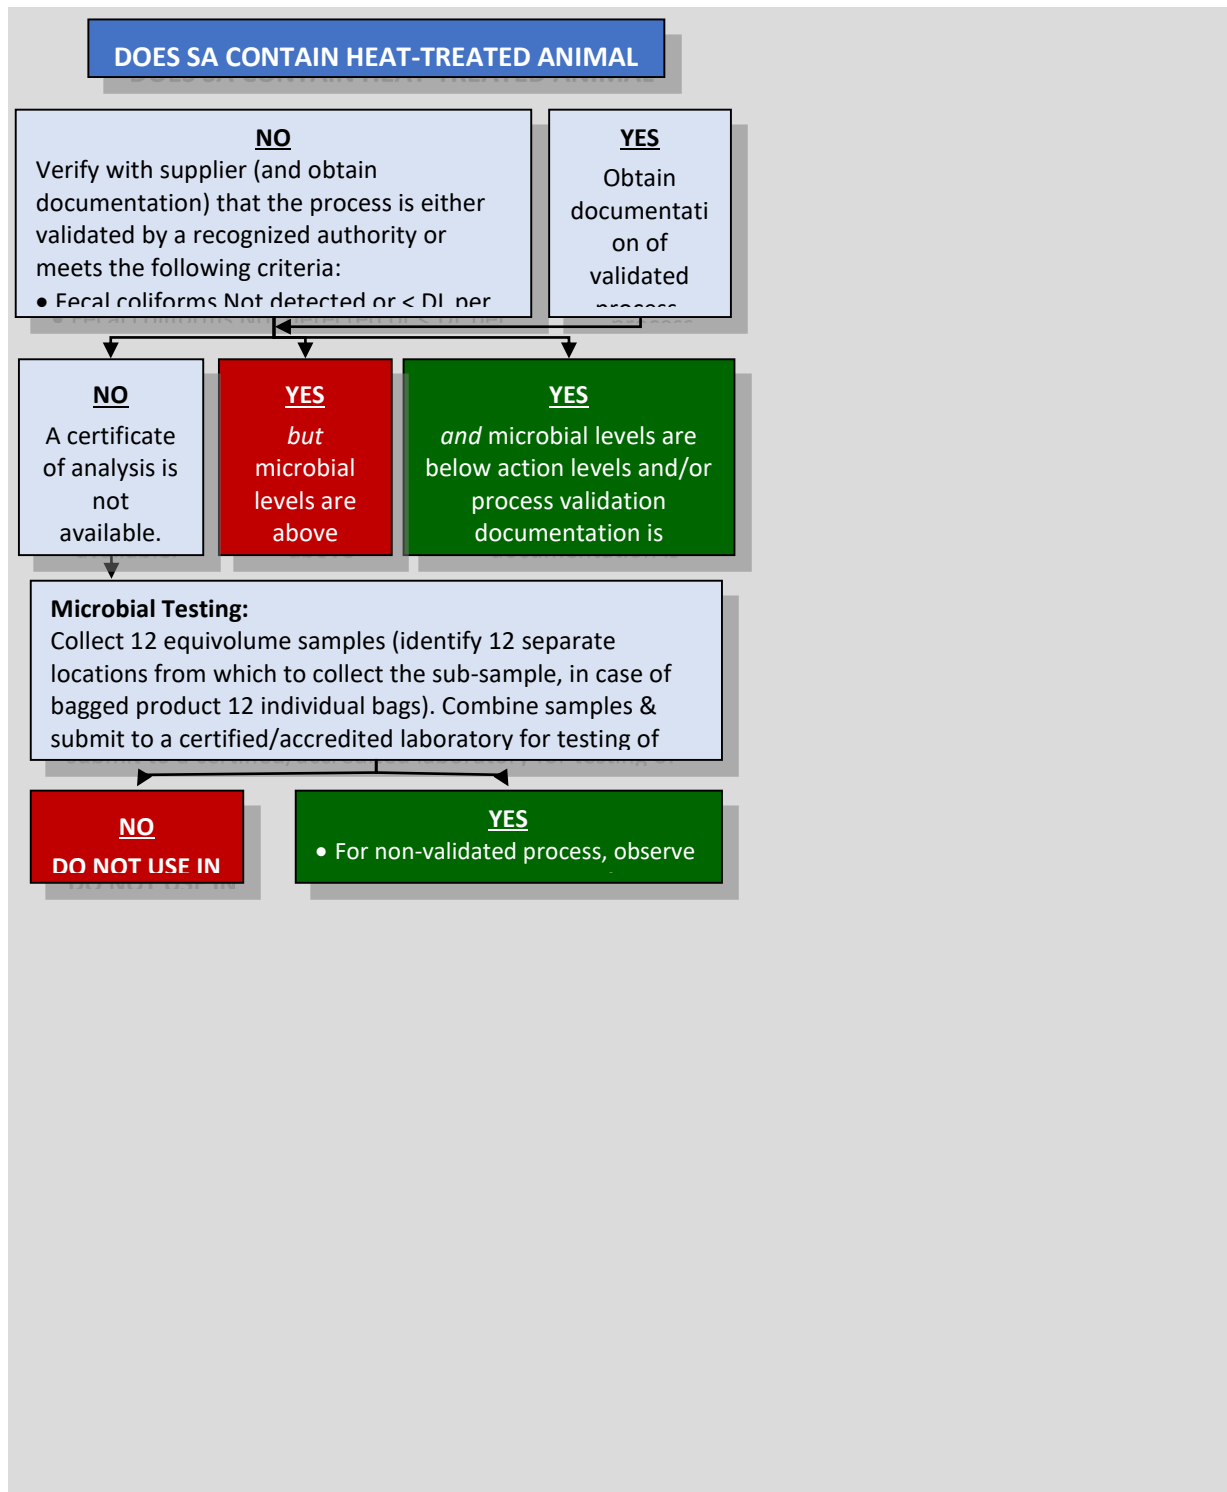 DOES SA CONTAIN HEAT-TREATED ANIMAL
NO
Verify with supplier (and obtain
documentation) that the process is either
validated by a recognized authority or
meets the following criteria:
• Fecal coliforms Not detected or < DL per
YES
Obtain
documentati
on of
validated
process
NO
A certificate
of analysis is
not
available.
YES
but
microbial
levels are
above
YES
and microbial levels are
below action levels and/or
process validation
documentation is
Microbial Testing:
Collect 12 equivolume samples (identify 12 separate
locations from which to collect the sub-sample, in case of
bagged product 12 individual bags). Combine samples &
submit to a certified/accredited laboratory for testing of
NO
DO NOT USE IN
YES
• For non-validated process, observe